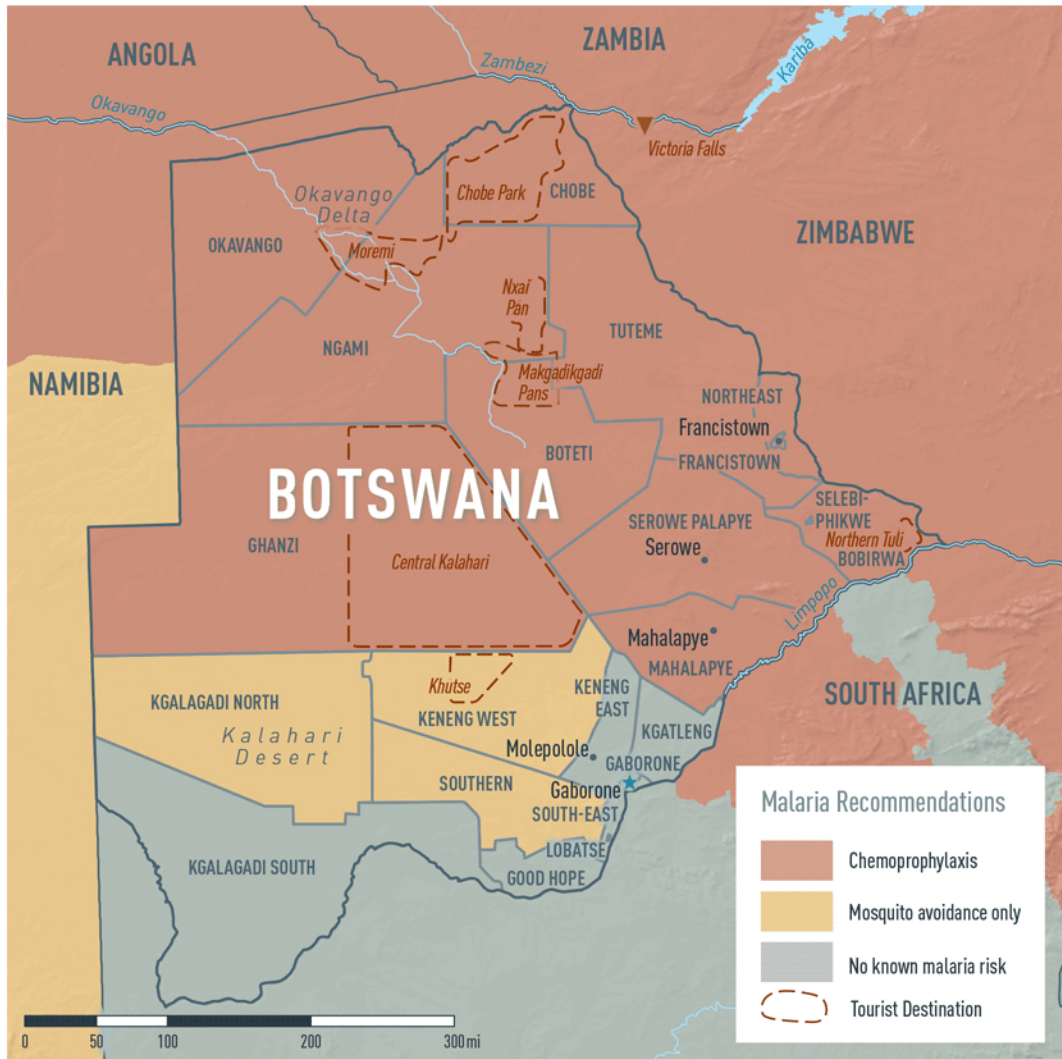 ANGOLA
ZAMBIA
Zambezi
Kariba
Okavango
Victoria Falls
Okavango
Delta
Chobe Park
CHOBE
OKAVANGO
Moremi
ZIMBABWE
Nxai
Pan
NGAMI
TUTEME
NAMIBIA
Makgadikgadi
Pans
NORTHEAST
Francistown
BOTETI
FRANCISTOWN
BOTSWANA
SELEBI-
PHIKWE
SEROWE PALAPYE
Northern Tuli
GHANZI
Serowe
BOBIRWA
Central Kalahari
Limpopo
Mahalapye
MAHALAPYE
SOUTH AFRICA
KGALAGADI NORTH
Khutse
KENENG
EAST
KENENG WEST
KGATLENG
Kalahari
Desert
Molepolole
GABORONE
SOUTHERN
Gaborone
SOUTH-EAST
LOBATSE
KGALAGADI SOUTH
GOOD HOPE
Malaria Recommendations
Chemoprophylaxis
Mosquito avoidance only
No known malaria risk
Tourist Destination
0 50 100 200 300 mi